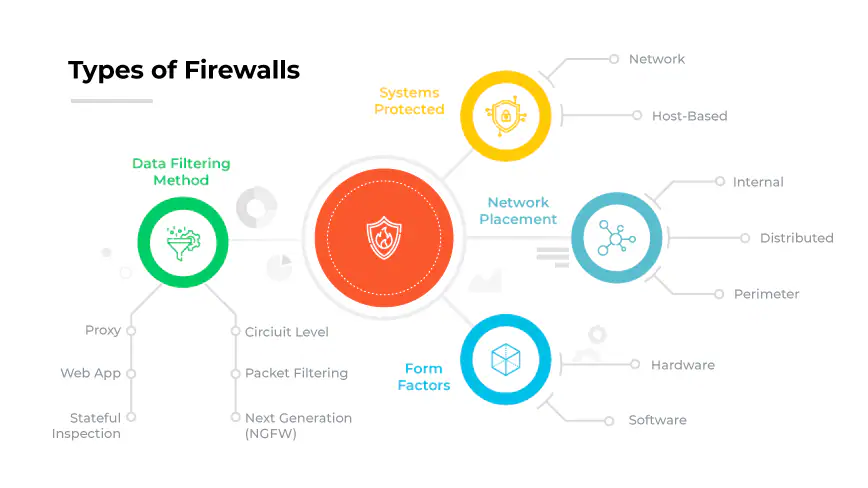 Types of Firewalls
Systems
Protected
Network
Host-Based
Data Filtering
Method
Network
Placement
Internal
Distributed
Perimeter
Proxy
Web App
Stateful
Inspection
Circiuit Level
Packet Filtering
Next Generation
(NGFW)
Form
Factors
Hardware
Software